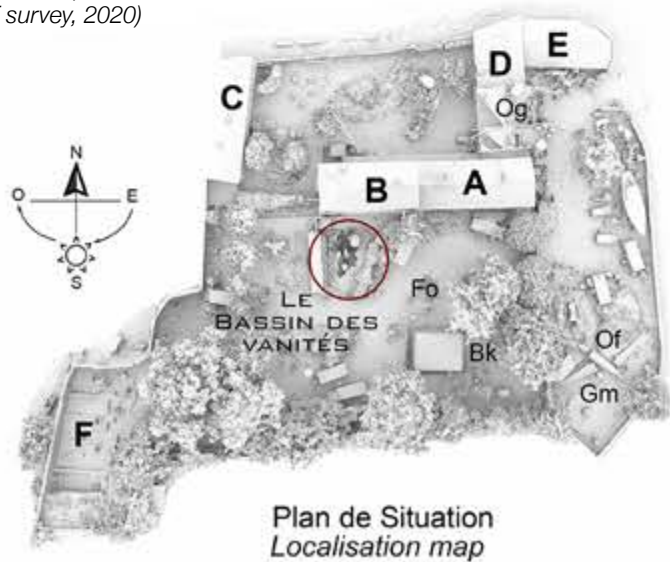 survey, 2020)
D
E
C
Og
N
O
E
S
B
A
Fo
LE
BASSIN DES
VANITÉS
Bk
Of
Gm
F
Plan de Situation
Localisation map